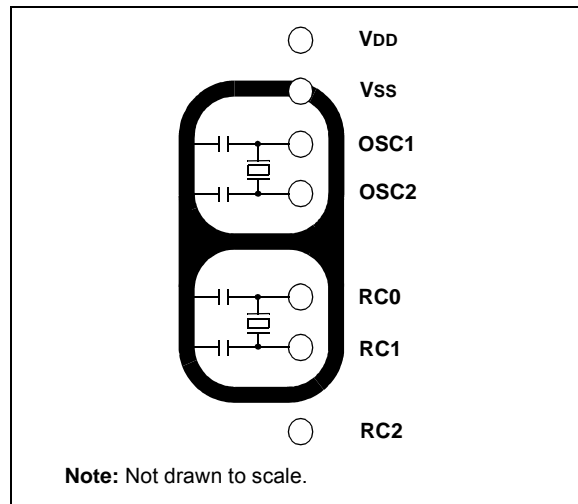 VDD
VSS
OSC1
OSC2
RC0
RC1
RC2
Note: Not drawn to scale.